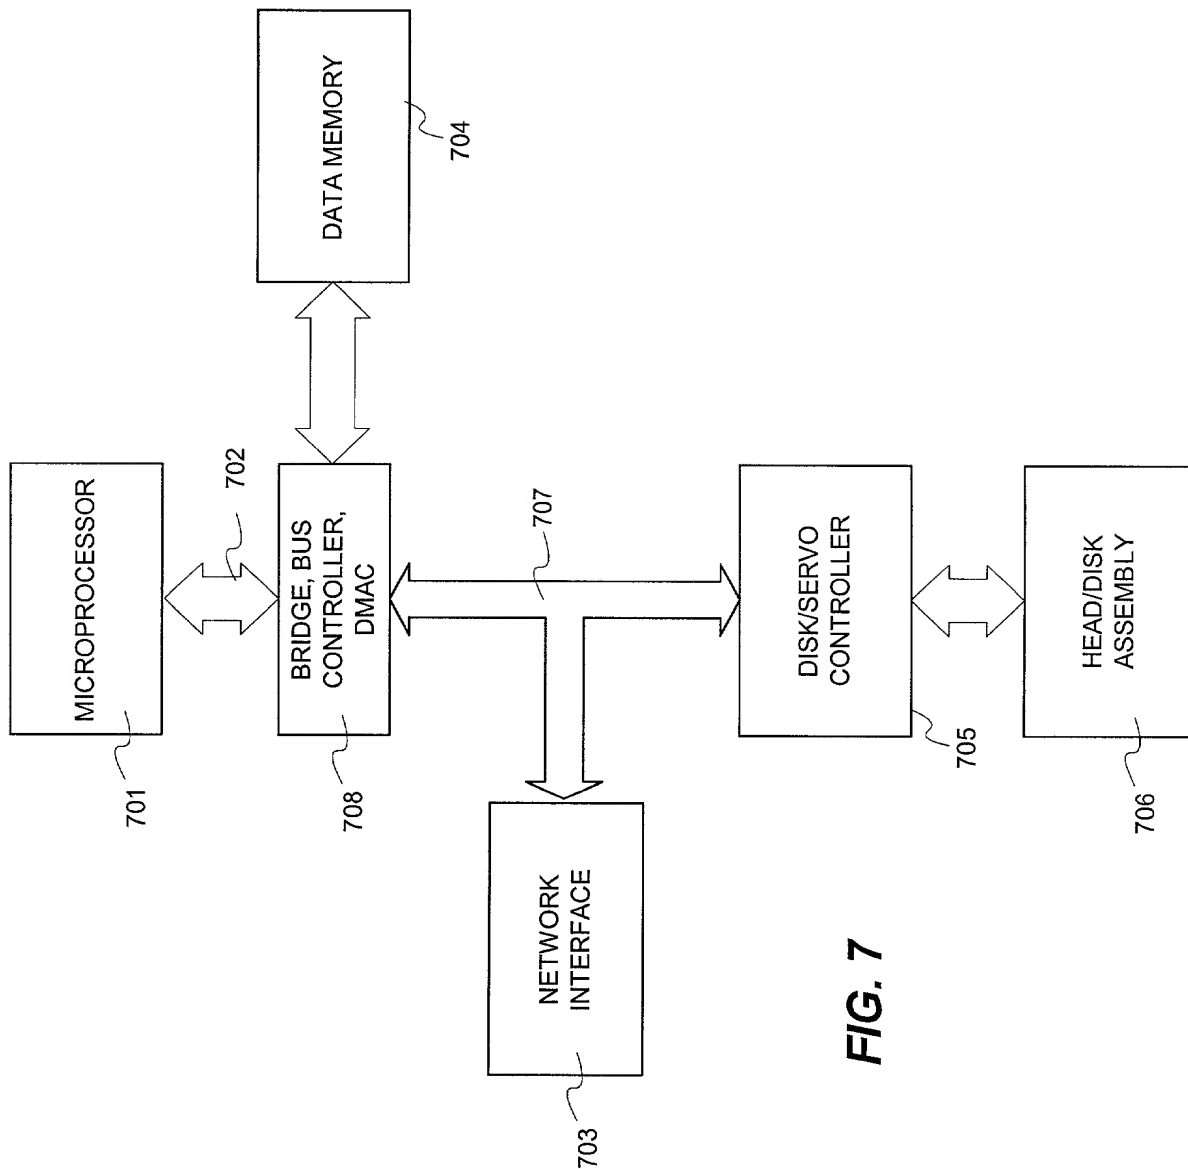 MICROPROCESSOR
701
702
BRIDGE, BUS
CONTROLLER,
DMAC
708
DATA MEMORY
704
707
NETWORK
INTERFACE
703
DISK/SERVO
CONTROLLER
705
HEAD/DISK
ASSEMBLY
706
FIG. 7